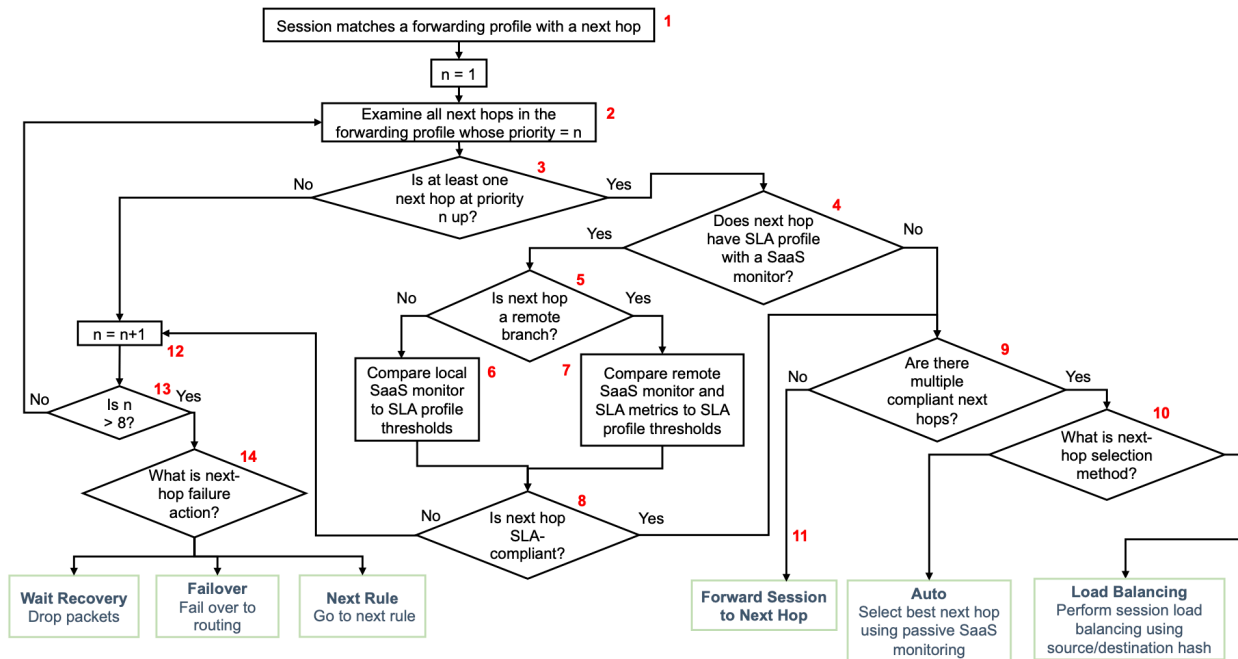 Session matches a forwarding profile with a next hop
1
n = 1
Examine all next hops in the
forwarding profile whose priority = n
2
3
Is at least one
next hop at priority
n up?
No
Yes
4
Does next hop
have SLA profile
with a SaaS
monitor?
Yes
No
5
Is next hop
a remote
branch?
No
Yes
n = n+1
12
6
Compare local
SaaS monitor
to SLA profile
thresholds
7
Compare remote
SaaS monitor and
SLA metrics to SLA
profile thresholds
9
Are there
multiple
compliant next
hops?
No
Yes
13
Is n
> 8?
No
Yes
10
What is next-
hop selection
method?
14
What is next-
hop failure
action?
8
Is next hop
SLA-
compliant?
No
Yes
11
Wait Recovery
Drop packets
Failover
Fail over to
routing
Next Rule
Go to next rule
Forward Session
to Next Hop
Auto
Select best next hop
using passive SaaS
monitoring
Load Balancing
Perform session load
balancing using
source/destination hash